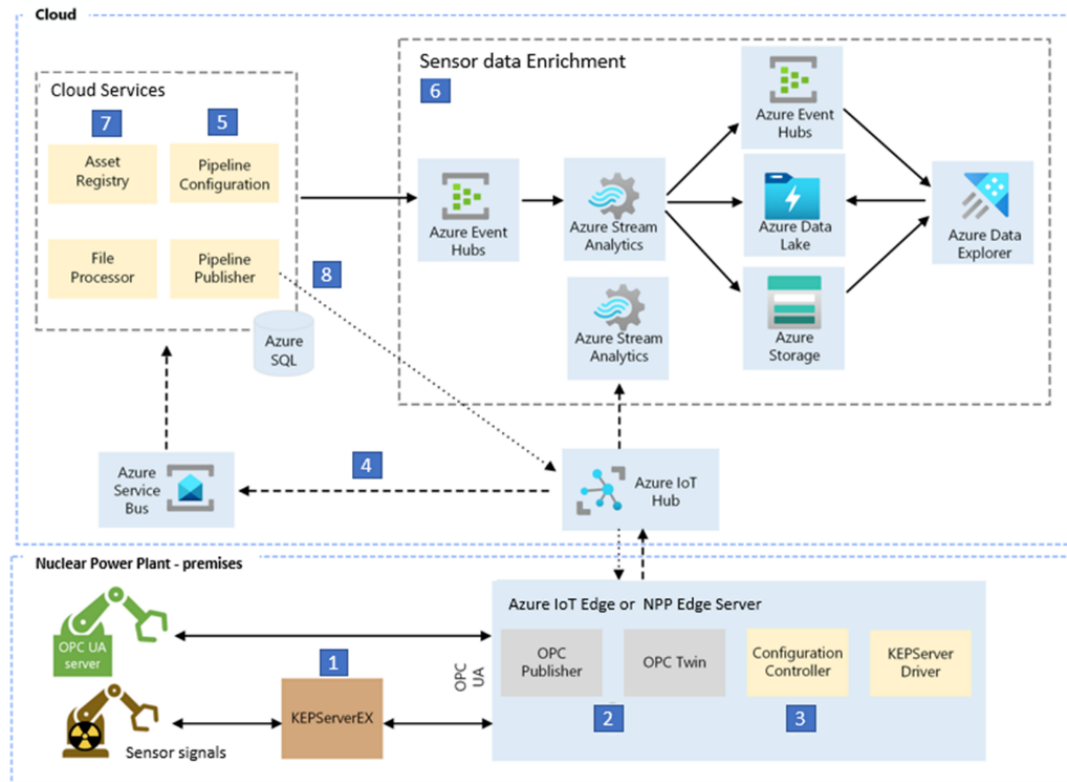 Cloud
Cloud Services
7
5
Asset
Registry
Pipeline
Configuration
File
Processor
Pipeline
Publisher
8
Azure
SQL
Sensor data Enrichment
6
Azure Event
Hubs
Azure Stream
Analytics
Azure Stream
Analytics
Azure Event
Hubs
Azure Data
Lake
Azure
Storage
Azure Data
Explorer
Azure
Service
Bus
4
Azure IoT
Hub
Nuclear Power Plant - premises
OPC UA
server
Sensor signals
1
KEPServerEX
OPC
UA
Azure IoT Edge or NPP Edge Server
OPC
Publisher
OPC Twin
Configuration
Controller
KEPServer
Driver
2
3